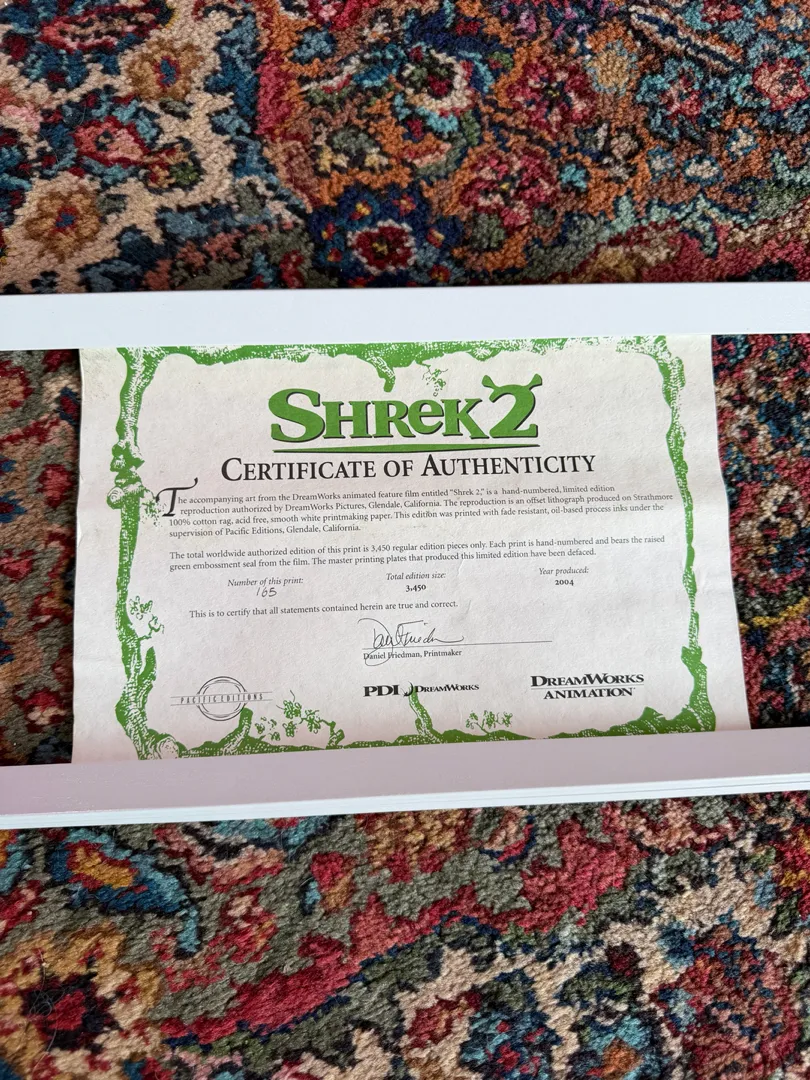 SHREK 2
CERTIFICATE OF AUTHENTICITY
The accompanying art from the DreamWorks animated feature film entitled "Shrek 2," is a hand-numbered, limited edition
reproduction authorized by DreamWorks Pictures, Glendale, California. The reproduction is an offset lithograph produced on Strathmore
100% cotton rag, acid free, smooth white printmaking paper. This edition was printed with fade resistant, oil-based process inks under the
supervision of Pacific Editions, Glendale, California.
The total worldwide authorized edition of this print is 3,450 regular edition pieces only. Each print is hand-numbered and bears the raised
green embossment seal from the film. The master printing plates that produced this limited edition have been defaced.
Number of this print: Total edition size: Year produced:
165 3,450 2004
This is to certify that all statements contained herein are true and correct.
Daniel Friedman, Printmaker
PACIFIC EDITIONS PDI DREAMWORKS DREAMWORKS
ANIMATION